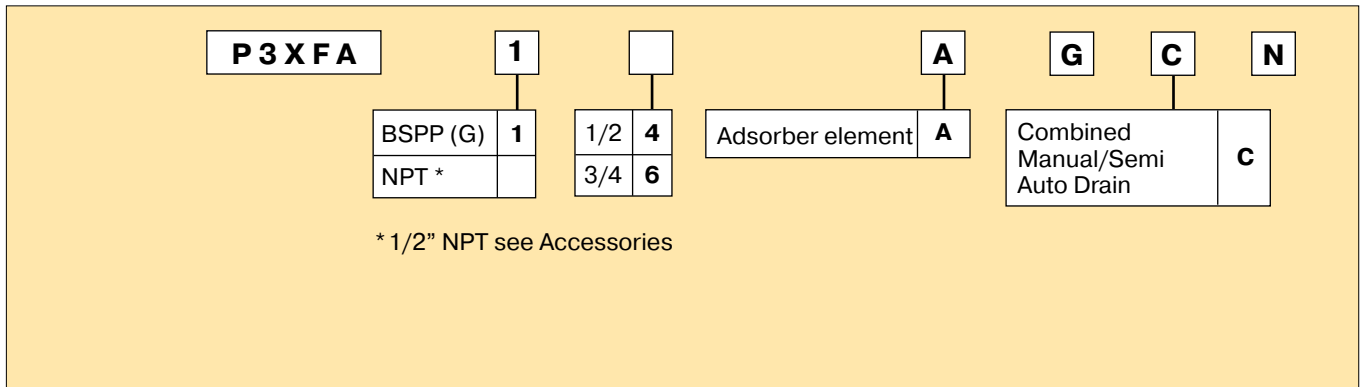 P3XFA 1 A G C N
BSPP (G) 1
NPT *
1/2 4
3/4 6
Adsorber element A
Combined
Manual/Semi
Auto Drain
C
* 1/2” NPT see Accessories